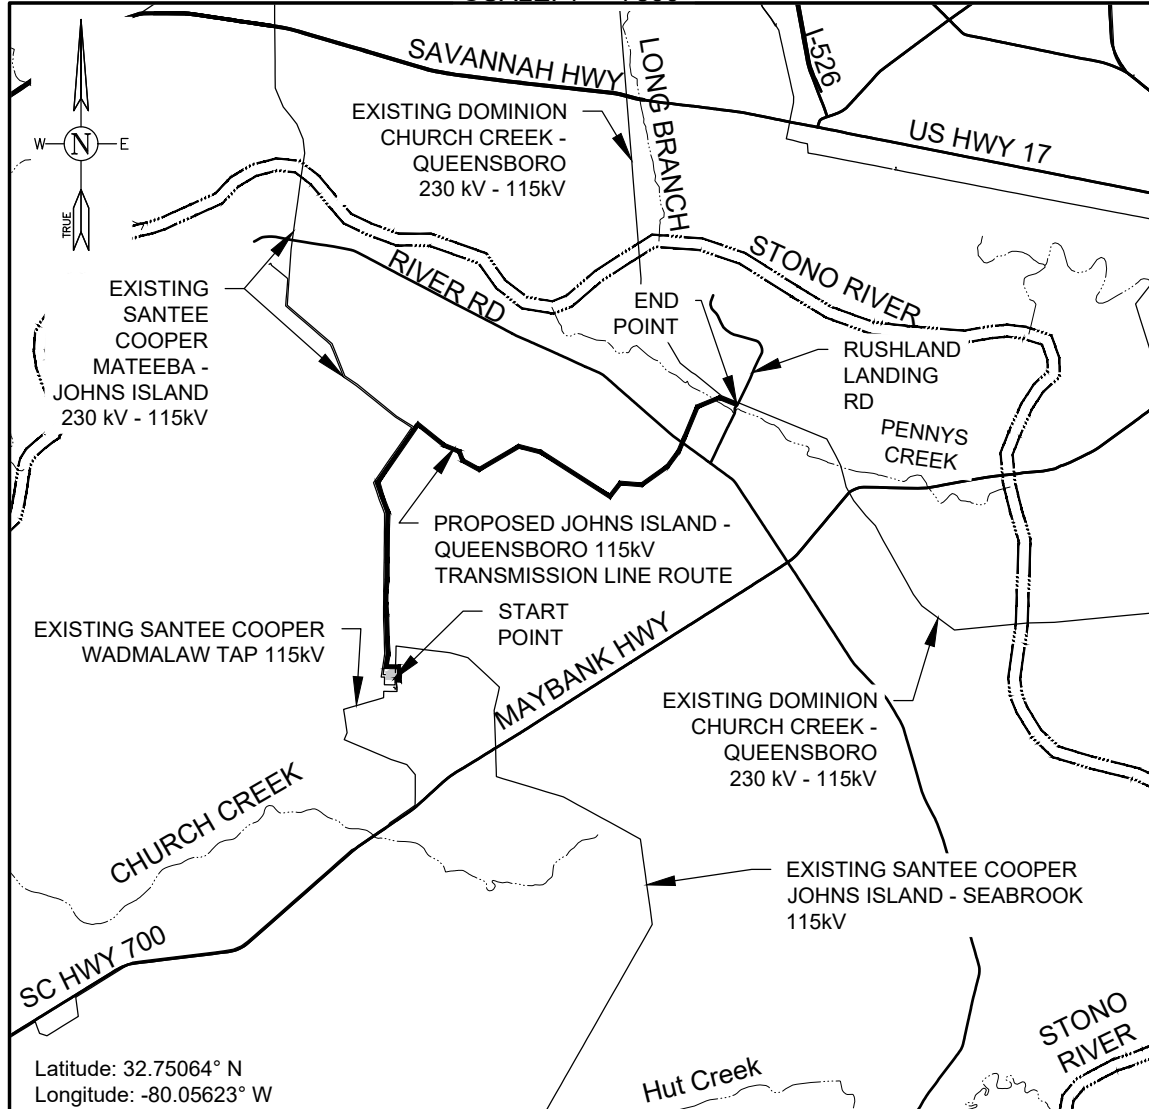 SAVANNAH HWY
LONG BRANCH
I-526
US HWY 17
EXISTING DOMINION
CHURCH CREEK -
QUEENSBORO
230 kV - 115kV
W
N
E
TRUE
STONO RIVER
RIVER RD
EXISTING
SANTEE
COOPER
MATEEBA -
JOHNS ISLAND
230 kV - 115kV
END
POINT
RUSHLAND
LANDING
RD
PENNYS
CREEK
PROPOSED JOHNS ISLAND -
QUEENSBORO 115kV
TRANSMISSION LINE ROUTE
START
POINT
EXISTING SANTEE COOPER
WADMALAW TAP 115kV
MAYBANK HWY
EXISTING DOMINION
CHURCH CREEK -
QUEENSBORO
230 kV - 115kV
CHURCH CREEK
EXISTING SANTEE COOPER
JOHNS ISLAND - SEABROOK
115kV
SC HWY 700
STONO
RIVER
Hut Creek
Latitude: 32.75064° N
Longitude: -80.05623° W